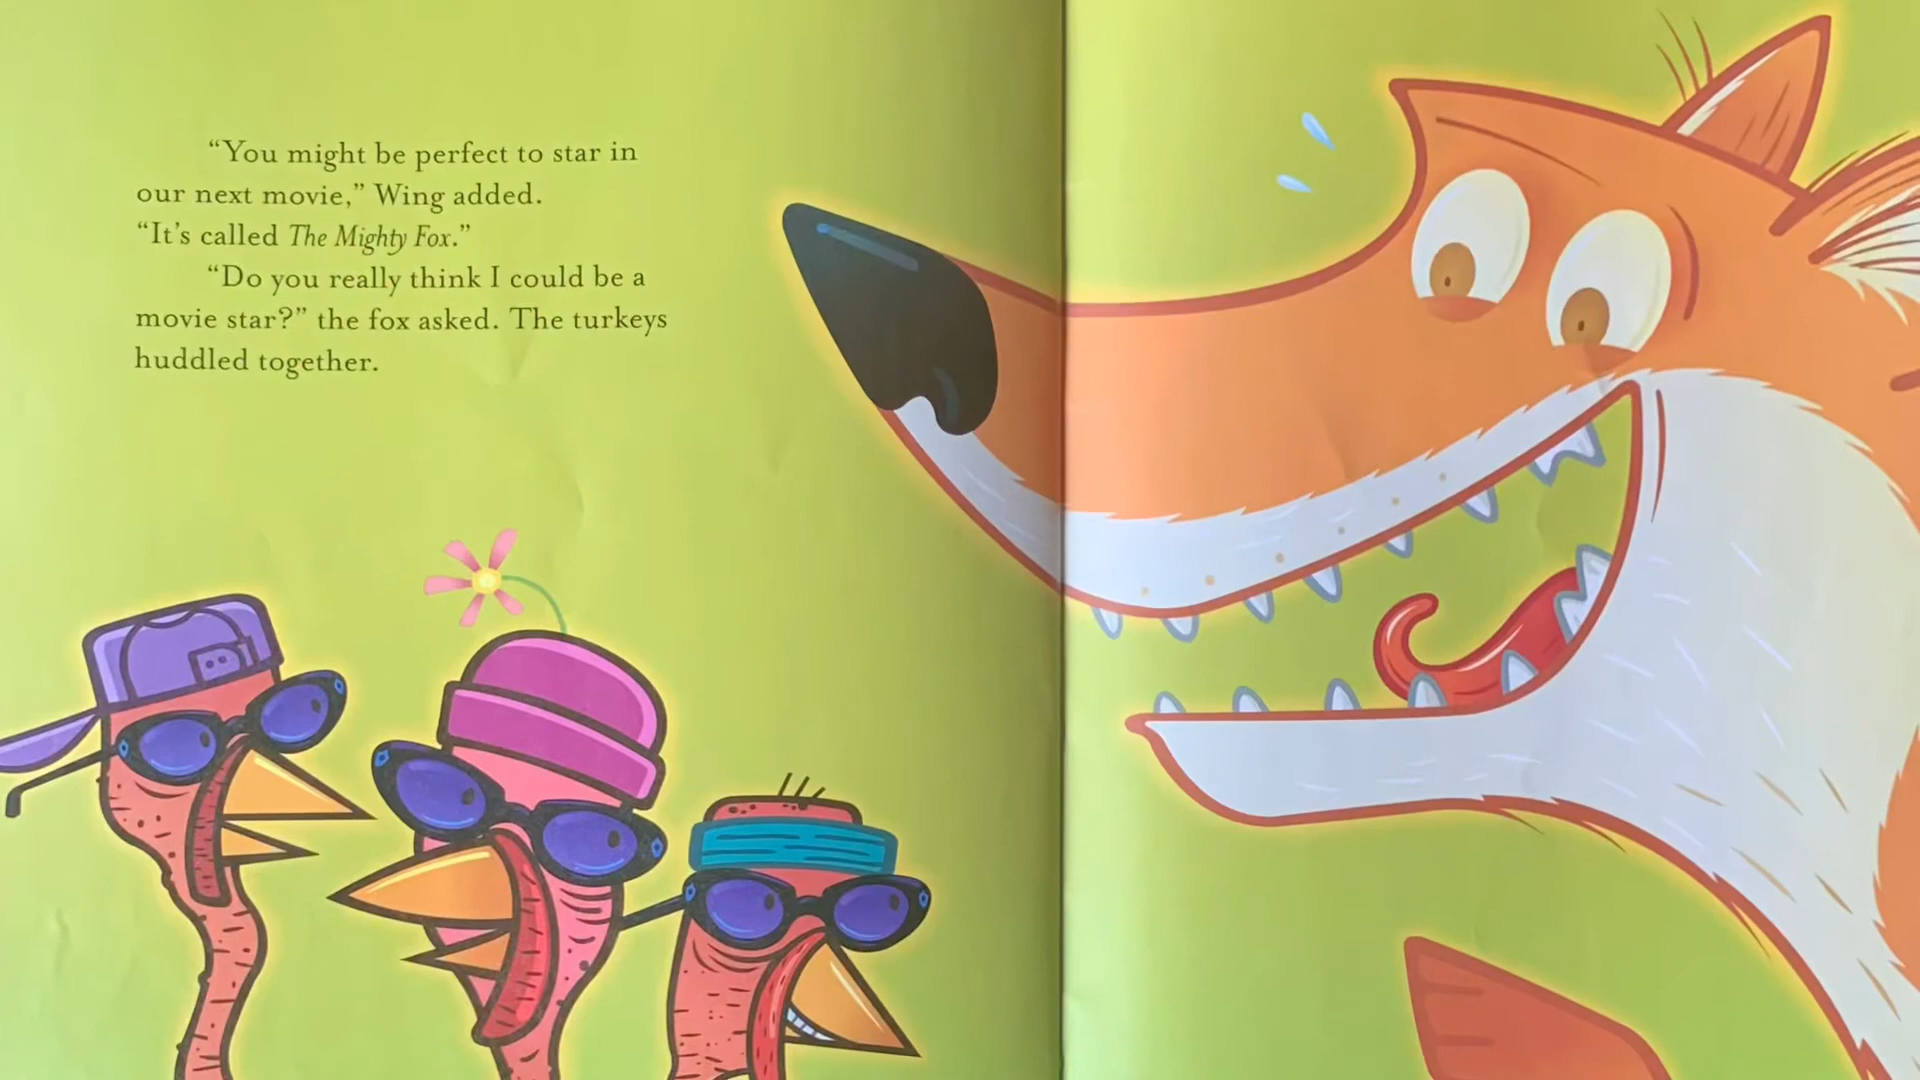 “You might be perfect to star in
our next movie,” Wing added.
“It’s called The Mighty Fox.”
“Do you really think I could be a
movie star?” the fox asked. The turkeys
huddled together.